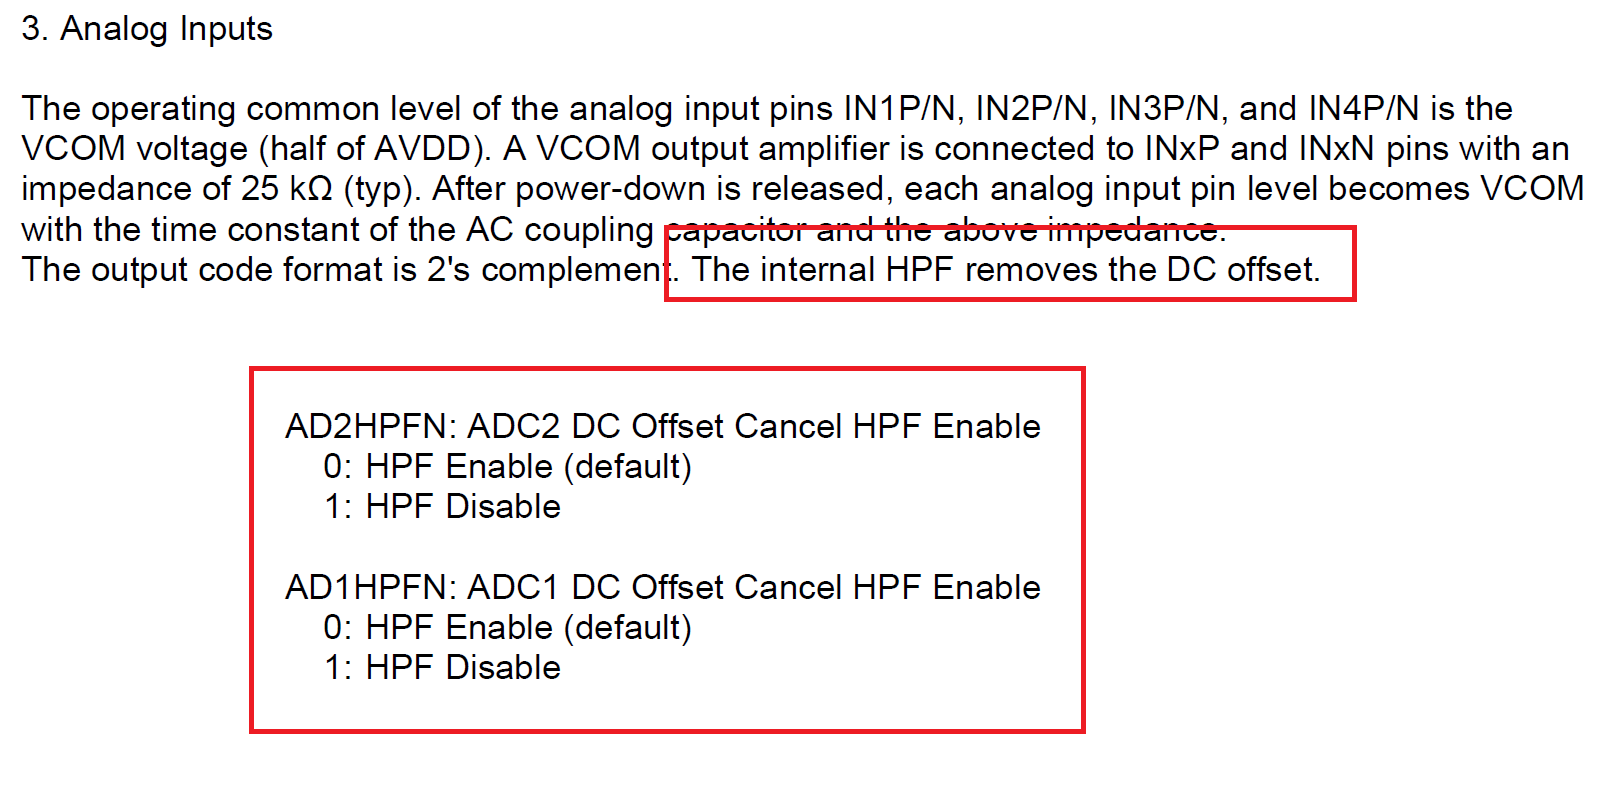 3. Analog Inputs
The operating common level of the analog input pins IN1P/N, IN2P/N, IN3P/N, and IN4P/N is the
VCOM voltage (half of AVDD). A VCOM output amplifier is connected to INxP and INxN pins with an
impedance of 25 kΩ (typ). After power-down is released, each analog input pin level becomes VCOM
with the time constant of the AC coupling capacitor and the above impedance.
The output code format is 2's complement. The internal HPF removes the DC offset.
AD2HPFN: ADC2 DC Offset Cancel HPF Enable
0: HPF Enable (default)
1: HPF Disable
AD1HPFN: ADC1 DC Offset Cancel HPF Enable
0: HPF Enable (default)
1: HPF Disable